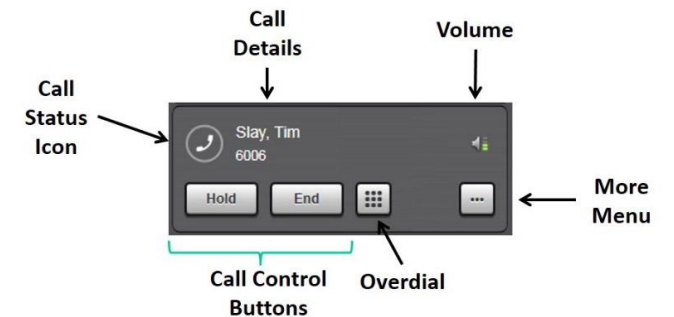 Call
Details
Volume
Call
Status
Icon
Slay, Tim
6006
Hold
End
...
More
Menu
Call Control
Buttons
Overdial